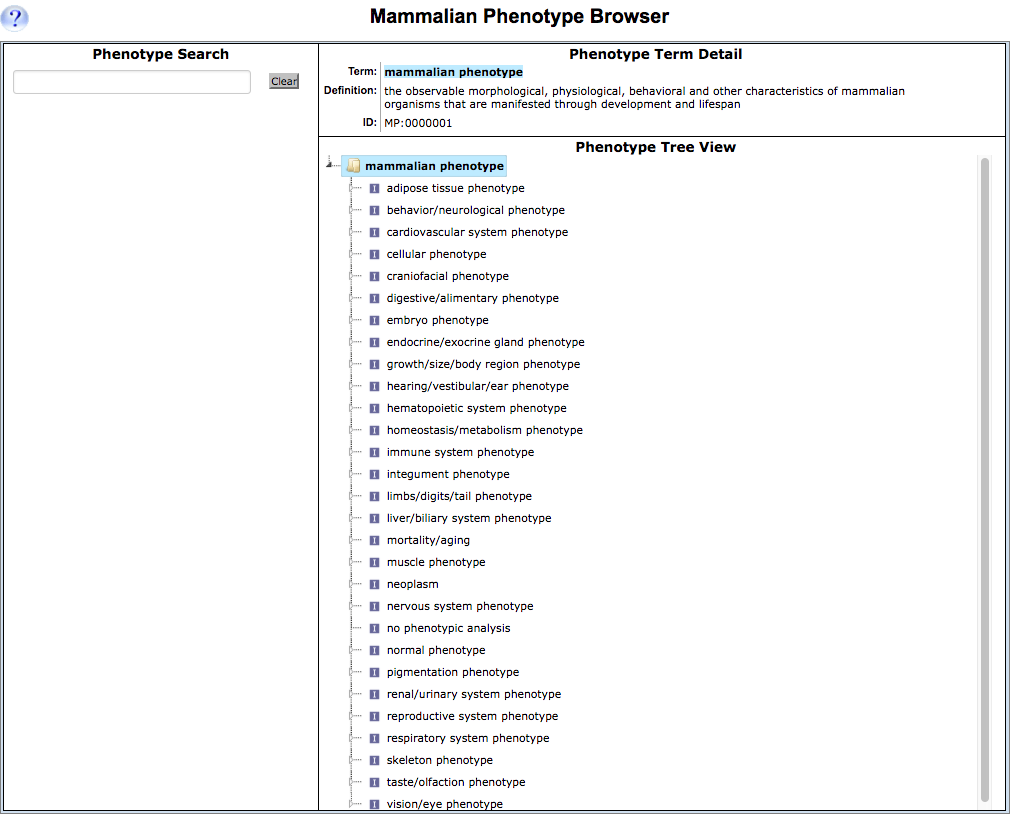 ?
Mammalian Phenotype Browser
Phenotype Search
Clear
Phenotype Term Detail
Term: mammalian phenotype
Definition: the observable morphological, physiological, behavioral and other characteristics of mammalian
organisms that are manifested through development and lifespan
ID: MP:0000001
Phenotype Tree View
mammalian phenotype
I adipose tissue phenotype
I behavior/neurological phenotype
I cardiovascular system phenotype
I cellular phenotype
I craniofacial phenotype
I digestive/alimentary phenotype
I embryo phenotype
I endocrine/exocrine gland phenotype
I growth/size/body region phenotype
I hearing/vestibular/ear phenotype
I hematopoietic system phenotype
I homeostasis/metabolism phenotype
I immune system phenotype
I integument phenotype
I limbs/digits/tail phenotype
I liver/biliary system phenotype
I mortality/aging
I muscle phenotype
I neoplasm
I nervous system phenotype
I no phenotypic analysis
I normal phenotype
I pigmentation phenotype
I renal/urinary system phenotype
I reproductive system phenotype
I respiratory system phenotype
I skeleton phenotype
I taste/olfaction phenotype
I vision/eye phenotype